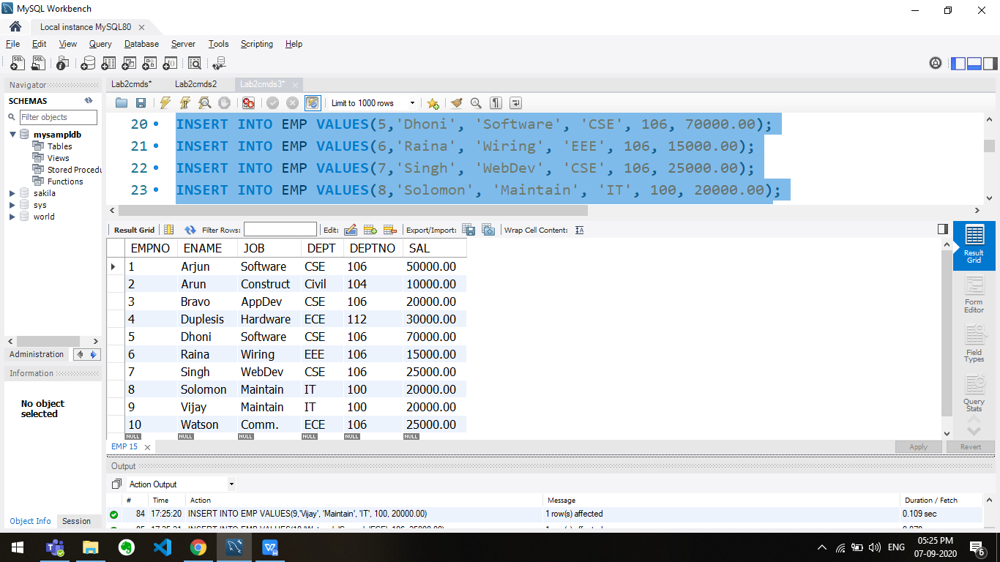 MySQL Workbench
Local instance MySQL80
File Edit View Query Database Server Tools Scripting Help
Navigator
SCHEMAS
Filter objects
mysampldb
Tables
Views
Stored Procedu
Functions
sakila
sys
world
Administration
Information
No object
selected
Object Info Session
Lab2cmds* Lab2cmds2 Lab2cmds3*
Limit to 1000 rows
20 INSERT INTO EMP VALUES(5,'Dhoni', 'Software', 'CSE', 106, 70000.00);
21 INSERT INTO EMP VALUES(6,'Raina', 'Wiring', 'EEE', 106, 15000.00);
22 INSERT INTO EMP VALUES(7,'Singh', 'WebDev', 'CSE', 106, 25000.00);
23 INSERT INTO EMP VALUES(8,'Solomon', 'Maintain', 'IT', 100, 20000.00);
Result Grid Filter Rows: Edit: Export/Import: Wrap Cell Content:
EMPNO ENAME JOB DEPT DEPTNO SAL
1 Arjun Software CSE 106 50000.00
2 Arun Construct Civil 104 10000.00
3 Bravo AppDev CSE 106 20000.00
4 Duplesis Hardware ECE 112 30000.00
5 Dhoni Software CSE 106 70000.00
6 Raina Wiring EEE 106 15000.00
7 Singh WebDev CSE 106 25000.00
8 Solomon Maintain IT 100 20000.00
9 Vijay Maintain IT 100 20000.00
10 Watson Comm. ECE 106 25000.00
NULL NULL NULL NULL NULL NULL
Result
Grid
Form
Editor
Field
Types
Query
Stats
EMP 15
Apply Revert
Output
Action Output
# Time Action Message Duration / Fetch
84 17:25:20 INSERT INTO EMP VALUES(9,'Vijay', 'Maintain', 'IT', 100, 20000.00) 1 row(s) affected 0.109 sec
ENG
05:25 PM
07-09-2020
6